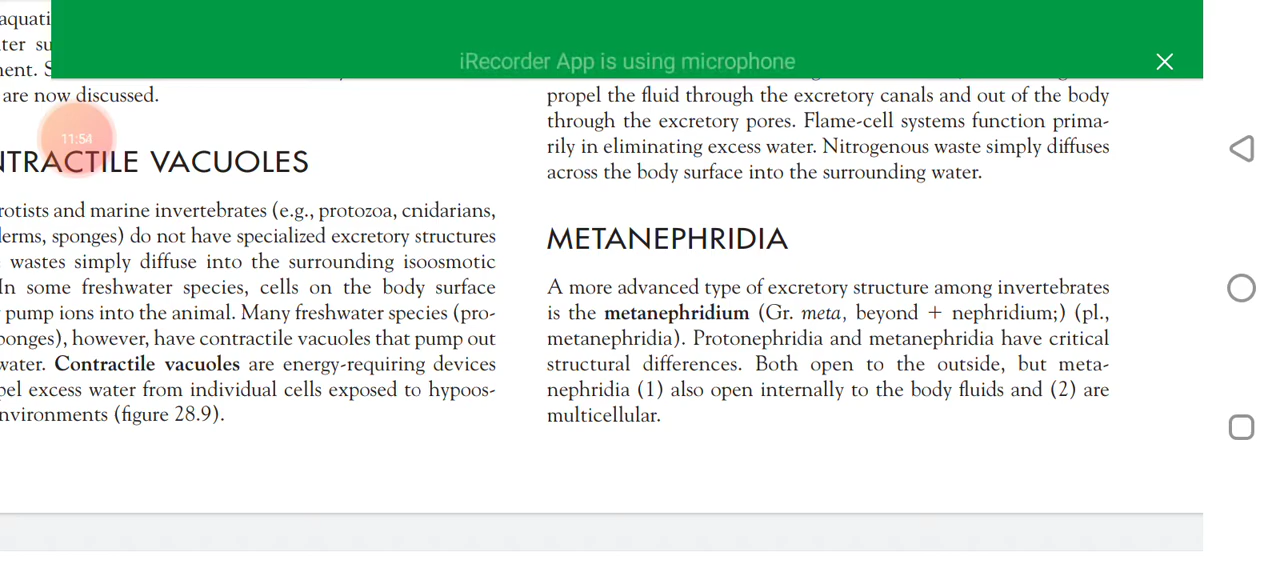 aquati
ter su
ent. S
are now discussed.
iRecorder App is using microphone
11:54
NTRACTILE VACUOLES
rotists and marine invertebrates (e.g., protozoa, cnidarians,
erms, sponges) do not have specialized excretory structures
wastes simply diffuse into the surrounding isoosmotic
In some freshwater species, cells on the body surface
pump ions into the animal. Many freshwater species (pro-
ponges), however, have contractile vacuoles that pump out
water. Contractile vacuoles are energy-requiring devices
pel excess water from individual cells exposed to hypoos-
nvironments (figure 28.9).
propel the fluid through the excretory canals and out of the body
through the excretory pores. Flame-cell systems function prima-
rily in eliminating excess water. Nitrogenous waste simply diffuses
across the body surface into the surrounding water.
METANEPHRIDIA
A more advanced type of excretory structure among invertebrates
is the metanephridium (Gr. meta, beyond + nephridium;) (pl.,
metanephridia). Protonephridia and metanephridia have critical
structural differences. Both open to the outside, but meta-
nephridia (1) also open internally to the body fluids and (2) are
multicellular.